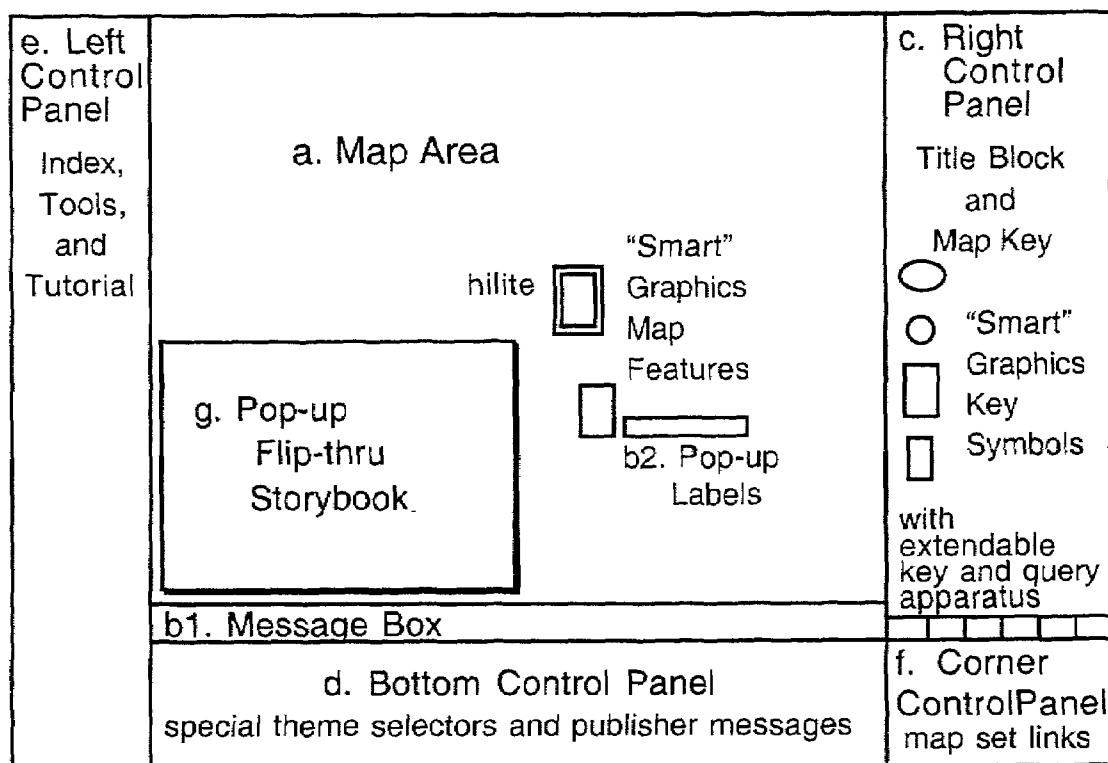 e. Left
Control
Panel
Index,
Tools,
and
Tutorial
a. Map Area
hilite
"Smart"
Graphics
Map
Features
b2. Pop-up
Labels
g. Pop-up
Flip-thru
Storybook
b1. Message Box
d. Bottom Control Panel
special theme selectors and publisher messages
c. Right
Control
Panel
Title Block
and
Map Key
"Smart"
Graphics
Key
Symbols
with
extendable
key and query
apparatus
f. Corner
ControlPanel
map set links